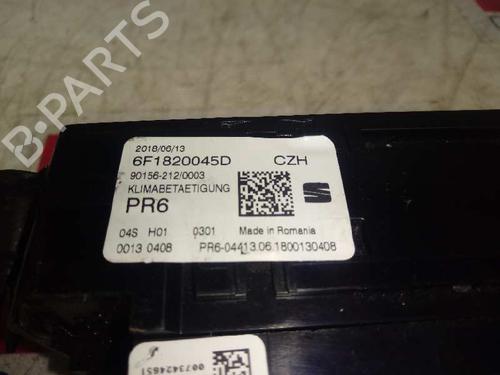 B-PARTS
2018/06/13
6F1820045D CZH
90156-212/0003
KLIMABETAETIGUNG
PR6
04S H01 0301 Made in Romania
0013 0408 PR6-04413.06.1800130408
0073424651